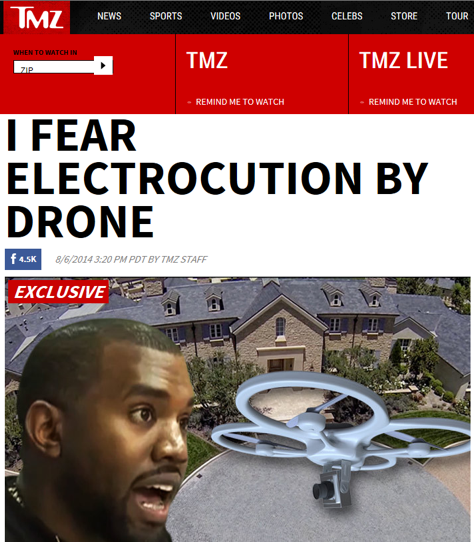 TMZ NEWS SPORTS VIDEOS PHOTOS CELEBS STORE TOUR
WHEN TO WATCH IN
ZIP
TMZ
REMIND ME TO WATCH
TMZ LIVE
REMIND ME TO WATCH
I FEAR
ELECTROCUTION BY
DRONE
f 4.5K 8/6/2014 3:20 PM PDT BY TMZ STAFF
EXCLUSIVE